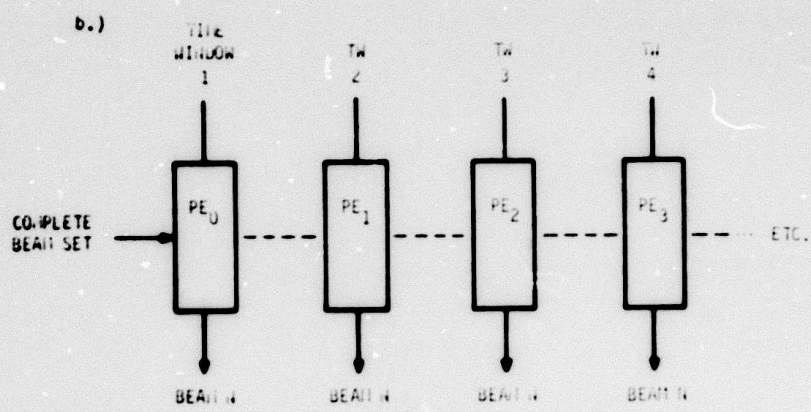 b.)
TIME
WINDOW
1
TW
2
TW
3
TW
4
COMPLETE
BEAM SET
PE0
PE1
PE2
PE3
ETC.
BEAM N
BEAM N
BEAM N
BEAM N